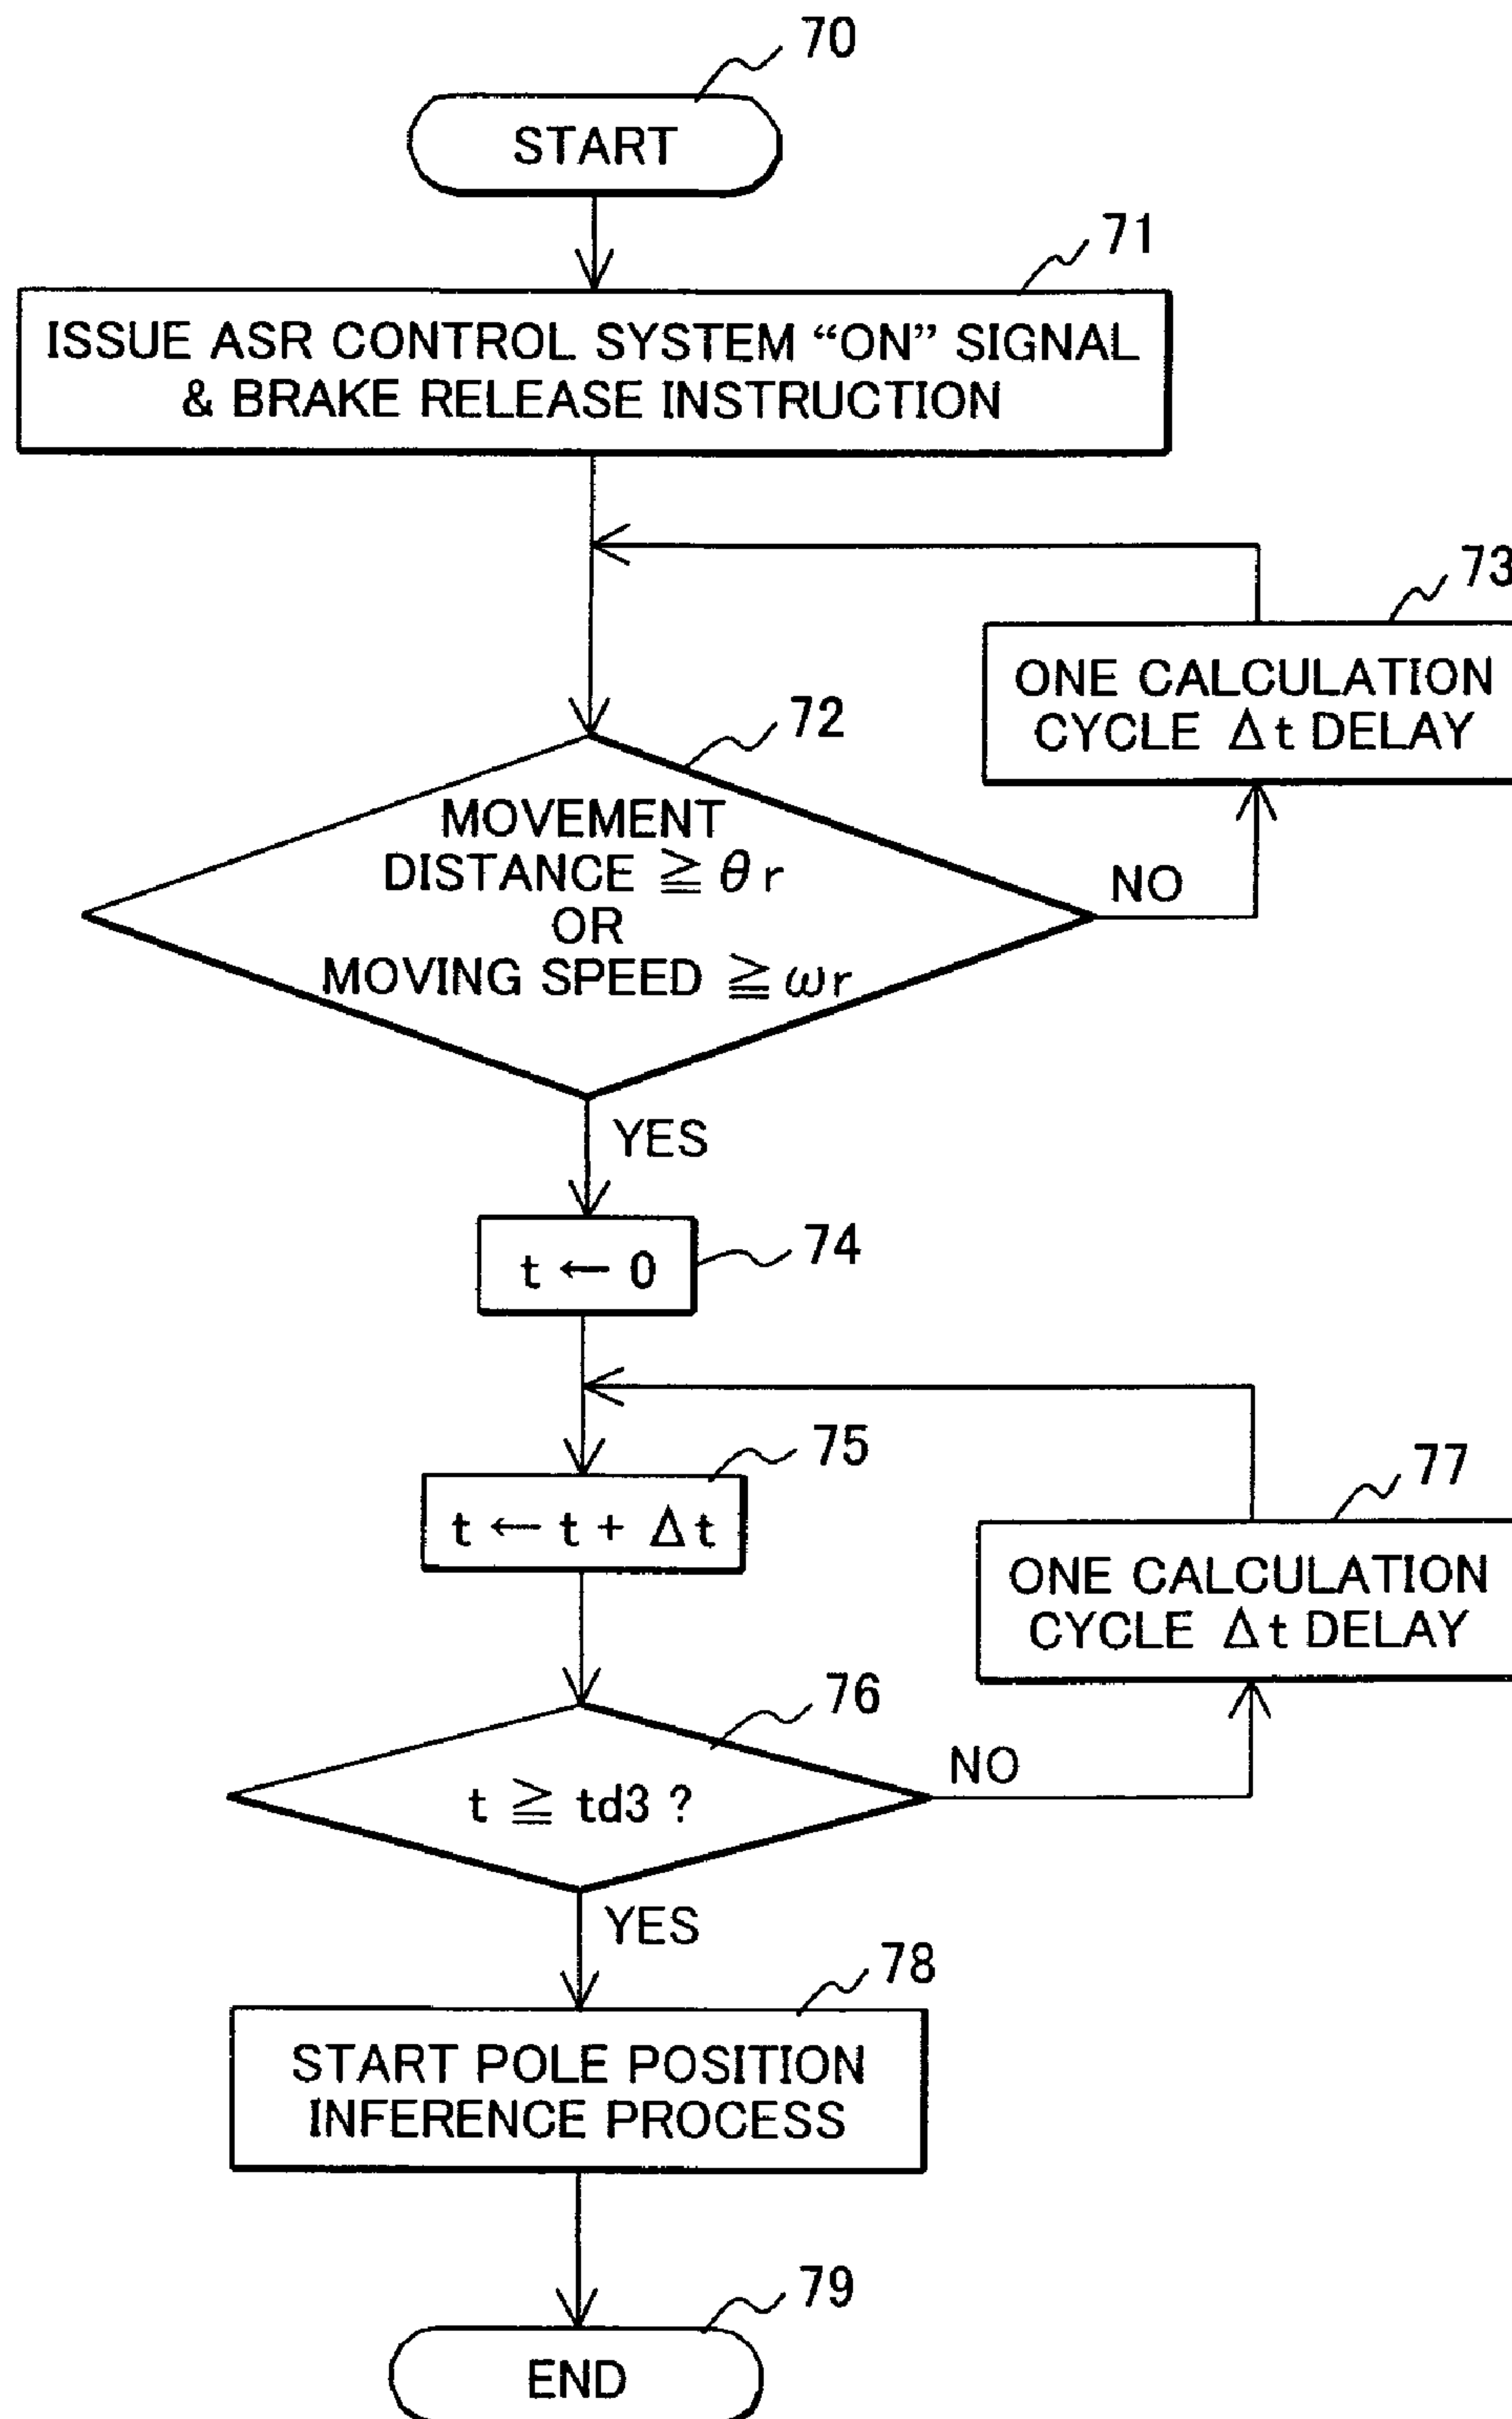 70
START
71
ISSUE ASR CONTROL SYSTEM “ON” SIGNAL
& BRAKE RELEASE INSTRUCTION
73
ONE CALCULATION
CYCLE Δt DELAY
72
MOVEMENT
DISTANCE ≧ θr
OR
MOVING SPEED ≧ ωr
NO
YES
74
t ← 0
75
t ← t + Δt
77
ONE CALCULATION
CYCLE Δt DELAY
76
t ≧ td3 ?
NO
YES
78
START POLE POSITION
INFERENCE PROCESS
79
END